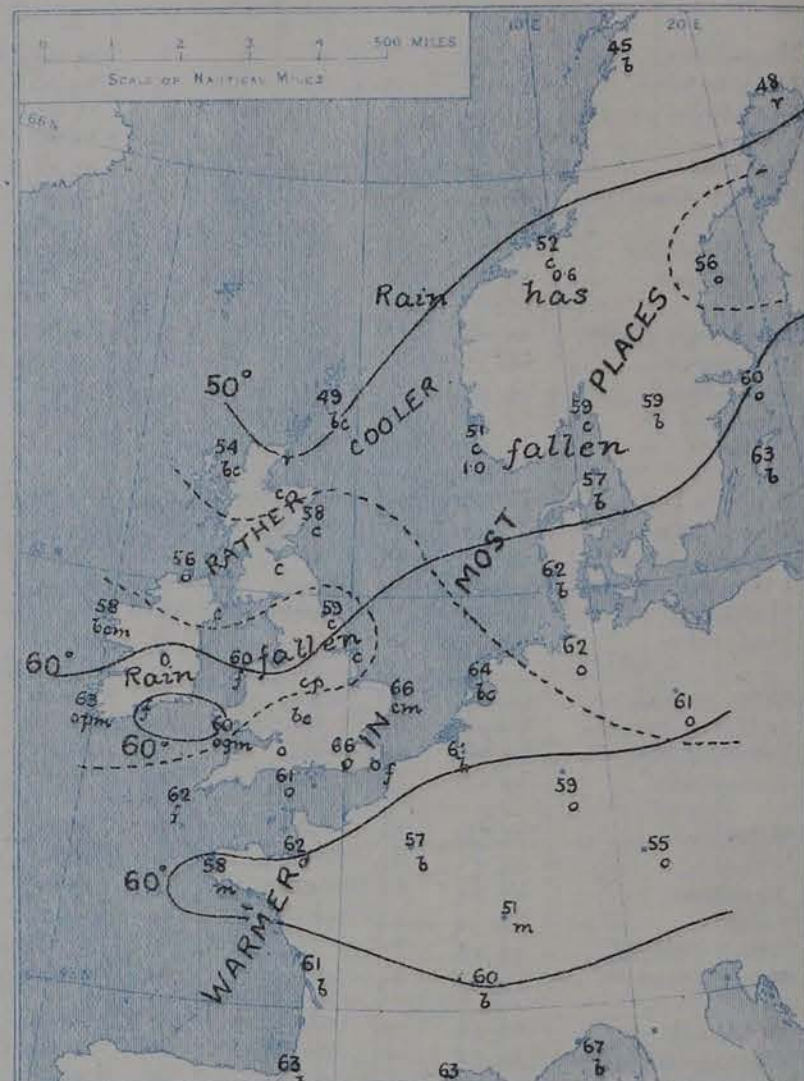 0 1 2 3 4 500 MILES
SCALE OF NAUTICAL MILES
10°E 20 E
66 N
45
b
48
r
52
c
0.6
Rain
has
56
o
PLACES
50°
49
bc
COOLER
60
o
59
c
59
b
51
c
1.0
fallen
63
b
54
bc
r
57
b
c
58
c
RATHER
MOST
56
o
c
62
b
58
bcm
c
59
c
60°
O
60
f
fallen
c
62
o
Rain
cp
64
bc
63
opm
f
66
cm
61
o
60
ogm
bc
IN
60°
o
66
o
o
f
61
b
61
o
62
59
o
62
o
57
b
55
o
60°
58
m
WARMER
51
m
61
b
60
b
63
b
63
67
b